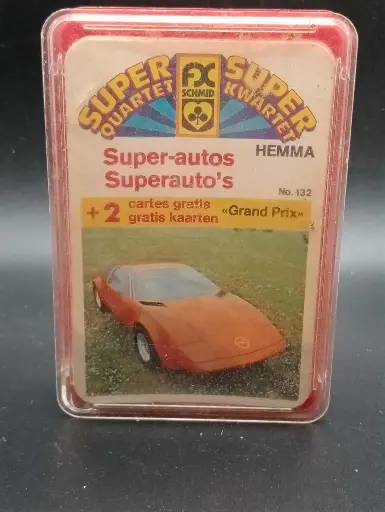 SUPER SUPER
QUARTET KWARTET
FX
SCHMID
HEMMA
Super-autos
Superauto's
No. 132
+2 cartes gratis
gratis kaarten «Grand Prix»